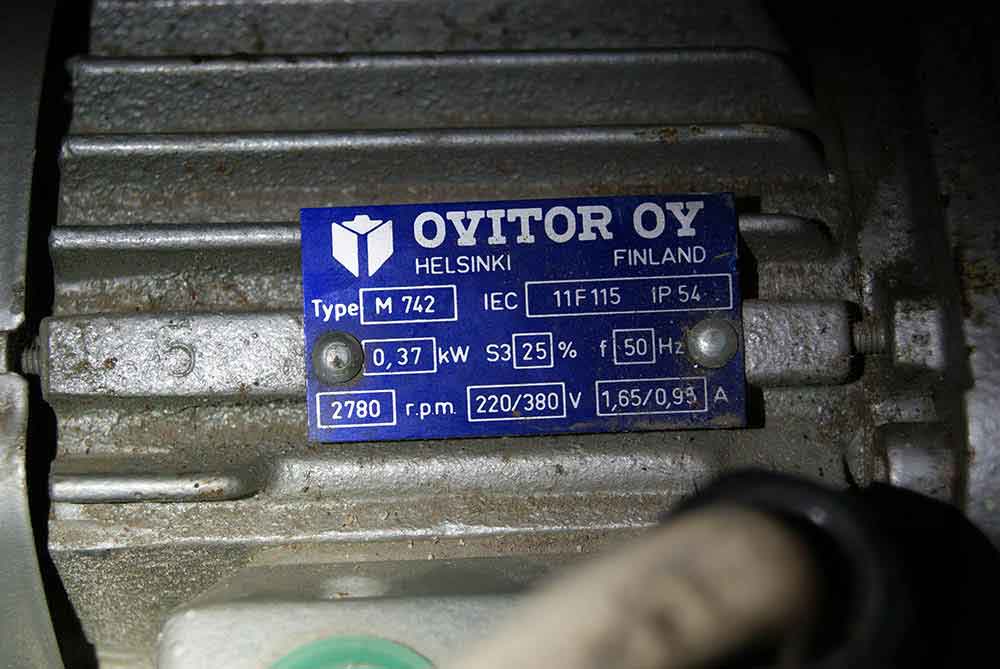 OVITOR OY
HELSINKI FINLAND
Type M 742 IEC 11F115 IP 54
0,37 kW S3 25 % f 50 Hz
2780 r.p.m. 220/380 V 1,65/0,95 A